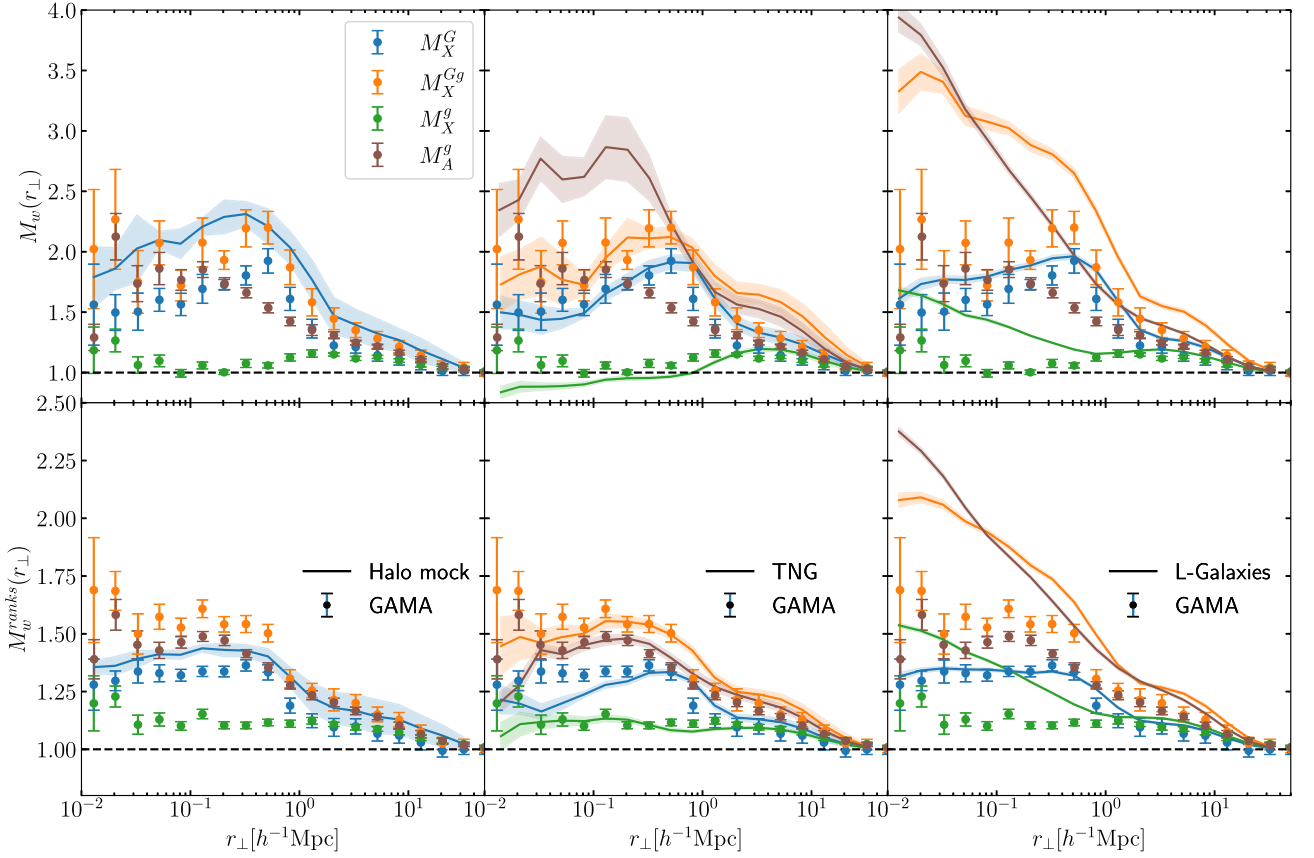 4.0
3.5
3.0
2.5
2.0
1.5
1.0
M_w(r_⊥)
M_X^G
M_X^{Gg}
M_X^g
M_A^g
2.50
2.25
2.00
1.75
1.50
1.25
1.00
M_w^{ranks}(r_⊥)
Halo mock
GAMA
TNG
GAMA
L-Galaxies
GAMA
10^{-2} 10^{-1} 10^0 10^1
r_⊥[h^{-1}Mpc]
10^{-2} 10^{-1} 10^0 10^1
r_⊥[h^{-1}Mpc]
10^{-2} 10^{-1} 10^0 10^1
r_⊥[h^{-1}Mpc]